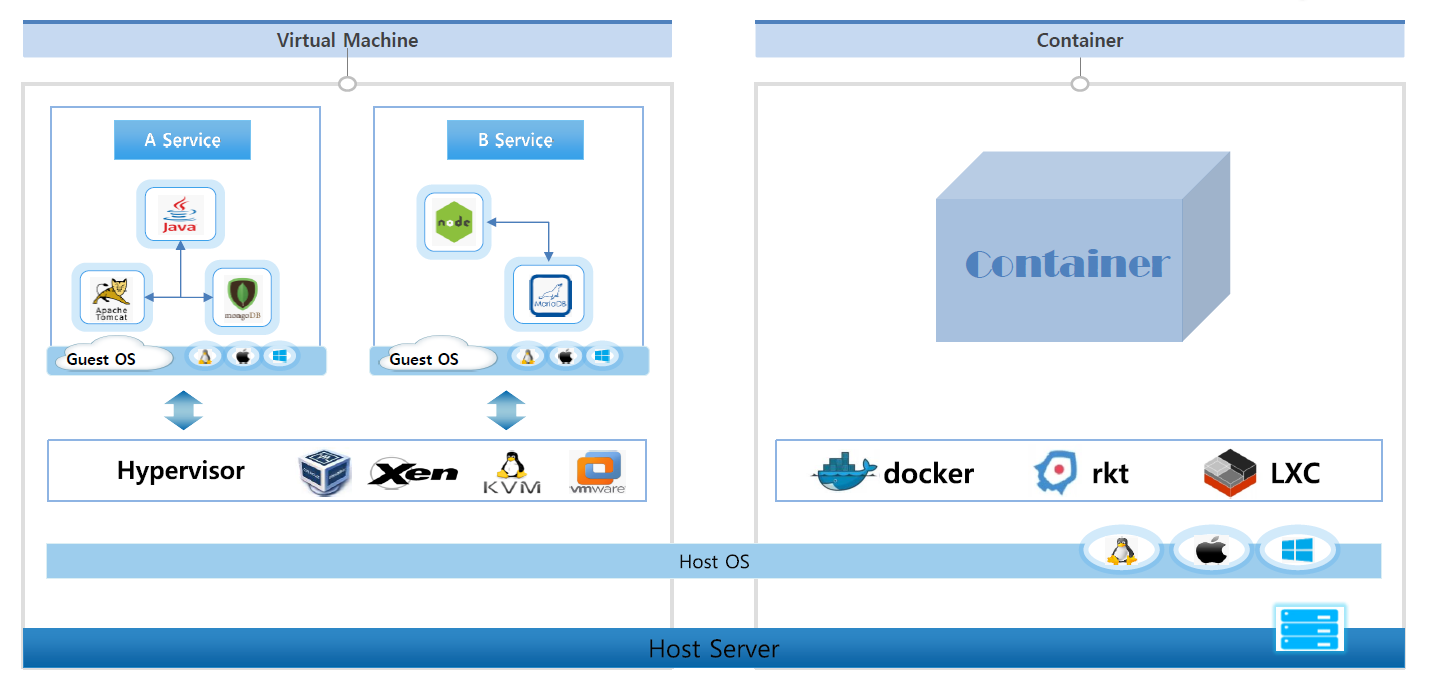 Virtual Machine
Container
A Service
B Service
Java
node
Apache
Tomcat
mongoDB
MariaDB
Guest OS
Guest OS
Container
Hypervisor
Xen
KVM
vmware
docker
rkt
LXC
Host OS
Host Server